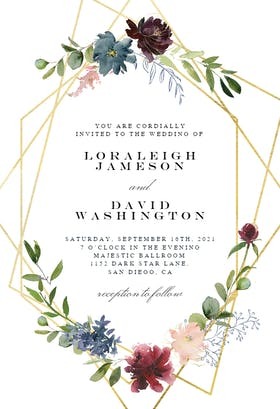 YOU ARE CORDIALLY
INVITED TO THE WEDDING OF
LORALEIGH
JAMESON
and
DAVID
WASHINGTON
SATURDAY, SEPTEMBER 18TH, 2021
7 O'CLOCK IN THE EVENING
MAJESTIC BALLROOM
1152 DARK STAR LANE,
SAN DIEGO, CA
reception to follow